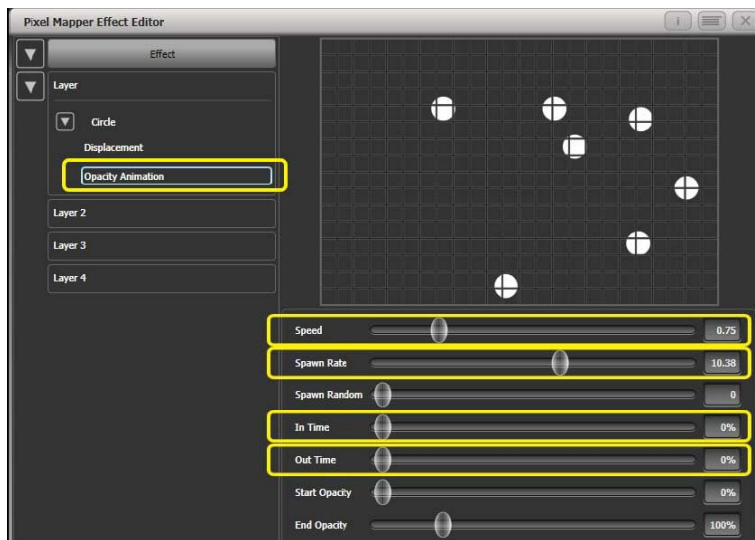 Pixel Mapper Effect Editor
i
X
Effect
Layer
Circle
Displacement
Opacity Animation
Layer 2
Layer 3
Layer 4
Speed 0.75
Spawn Rate 10.38
Spawn Random 0
In Time 0%
Out Time 0%
Start Opacity 0%
End Opacity 100%